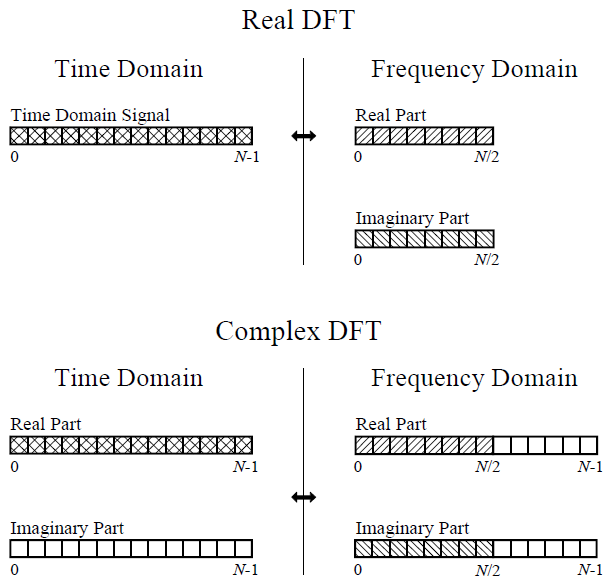 Real DFT
Time Domain Frequency Domain
Time Domain Signal Real Part
0 N-1 0 N/2
Imaginary Part
0 N/2
Complex DFT
Time Domain Frequency Domain
Real Part Real Part
0 N-1 0 N/2 N-1
Imaginary Part Imaginary Part
0 N-1 0 N/2 N-1